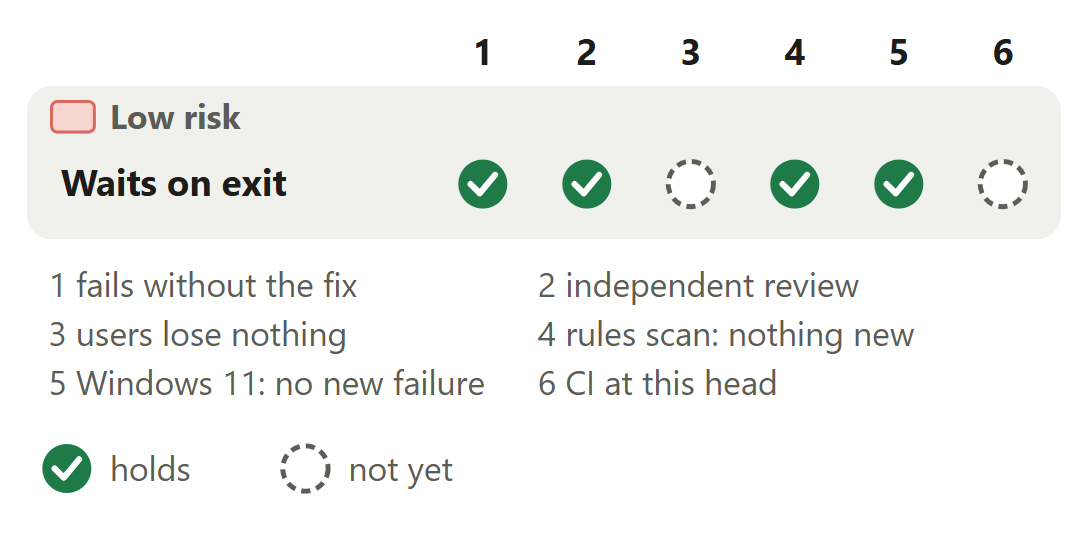 1 2 3 4 5 6
Low risk
Waits on exit
1 fails without the fix 2 independent review
3 users lose nothing 4 rules scan: nothing new
5 Windows 11: no new failure 6 CI at this head
holds not yet